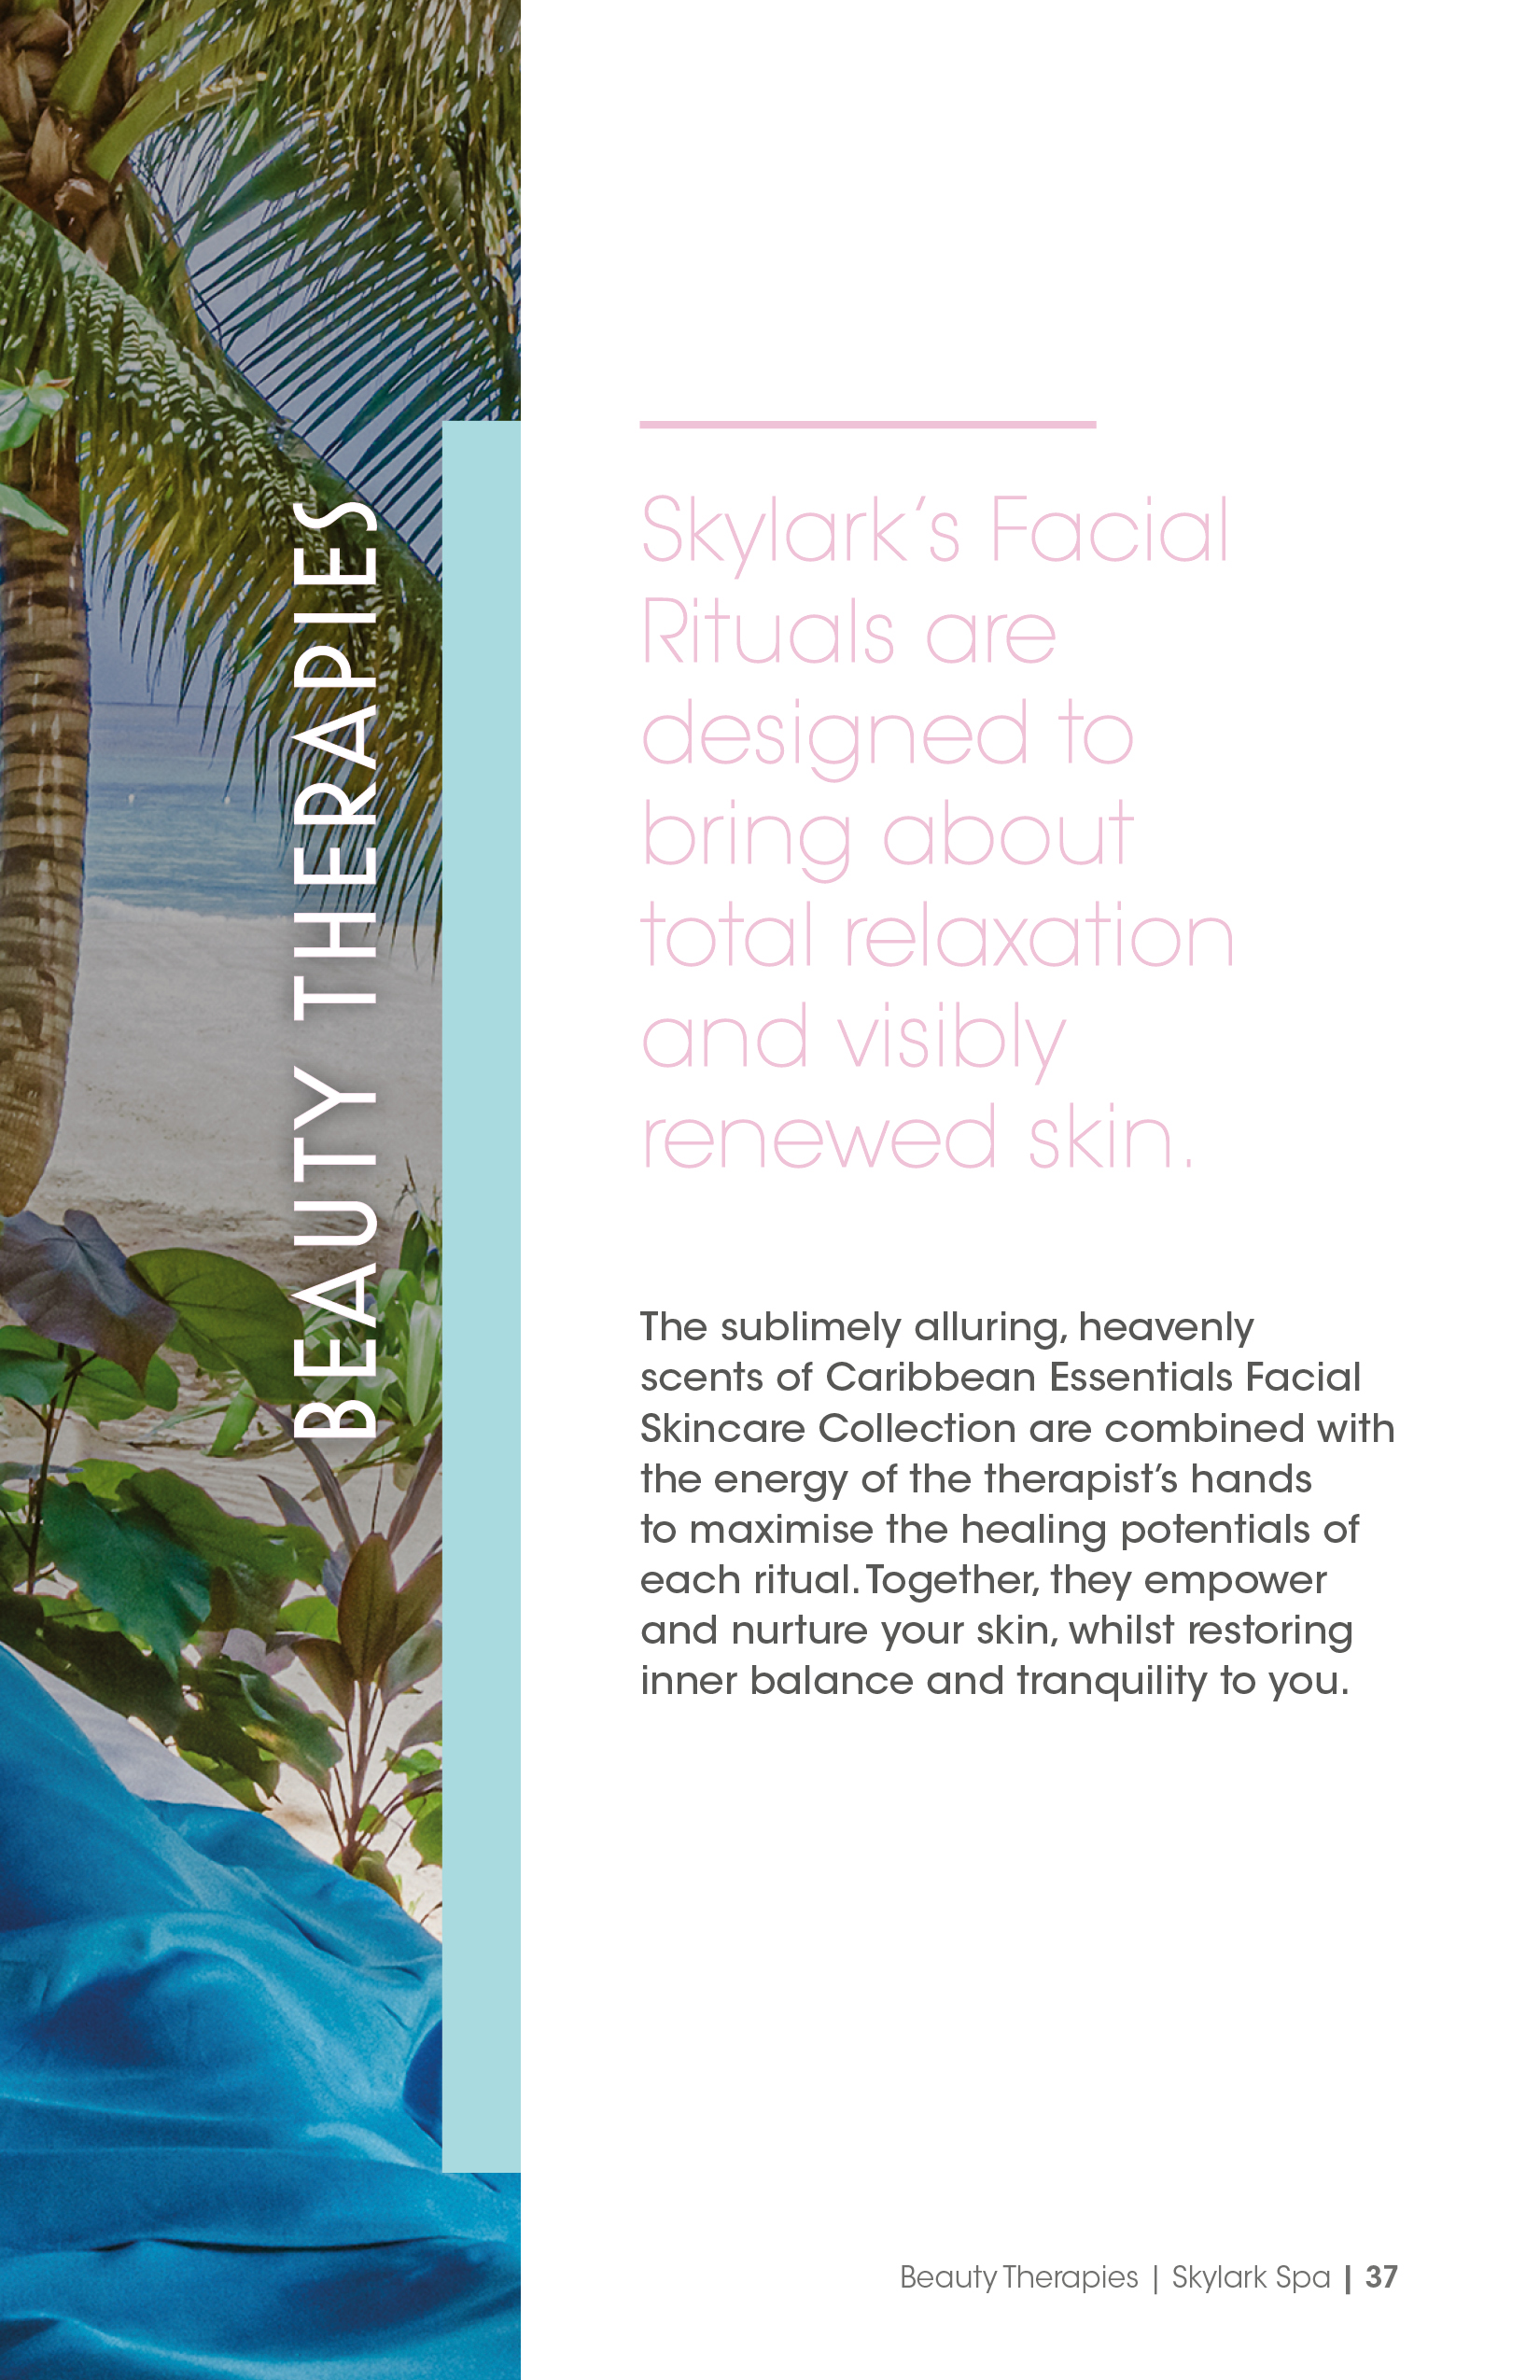 BEAUTY THERAPIES
Skylark’s Facial
Rituals are
designed to
bring about
total relaxation
and visibly
renewed skin.
The sublimely alluring, heavenly
scents of Caribbean Essentials Facial
Skincare Collection are combined with
the energy of the therapist’s hands
to maximise the healing potentials of
each ritual. Together, they empower
and nurture your skin, whilst restoring
inner balance and tranquility to you.
Beauty Therapies | Skylark Spa | 37